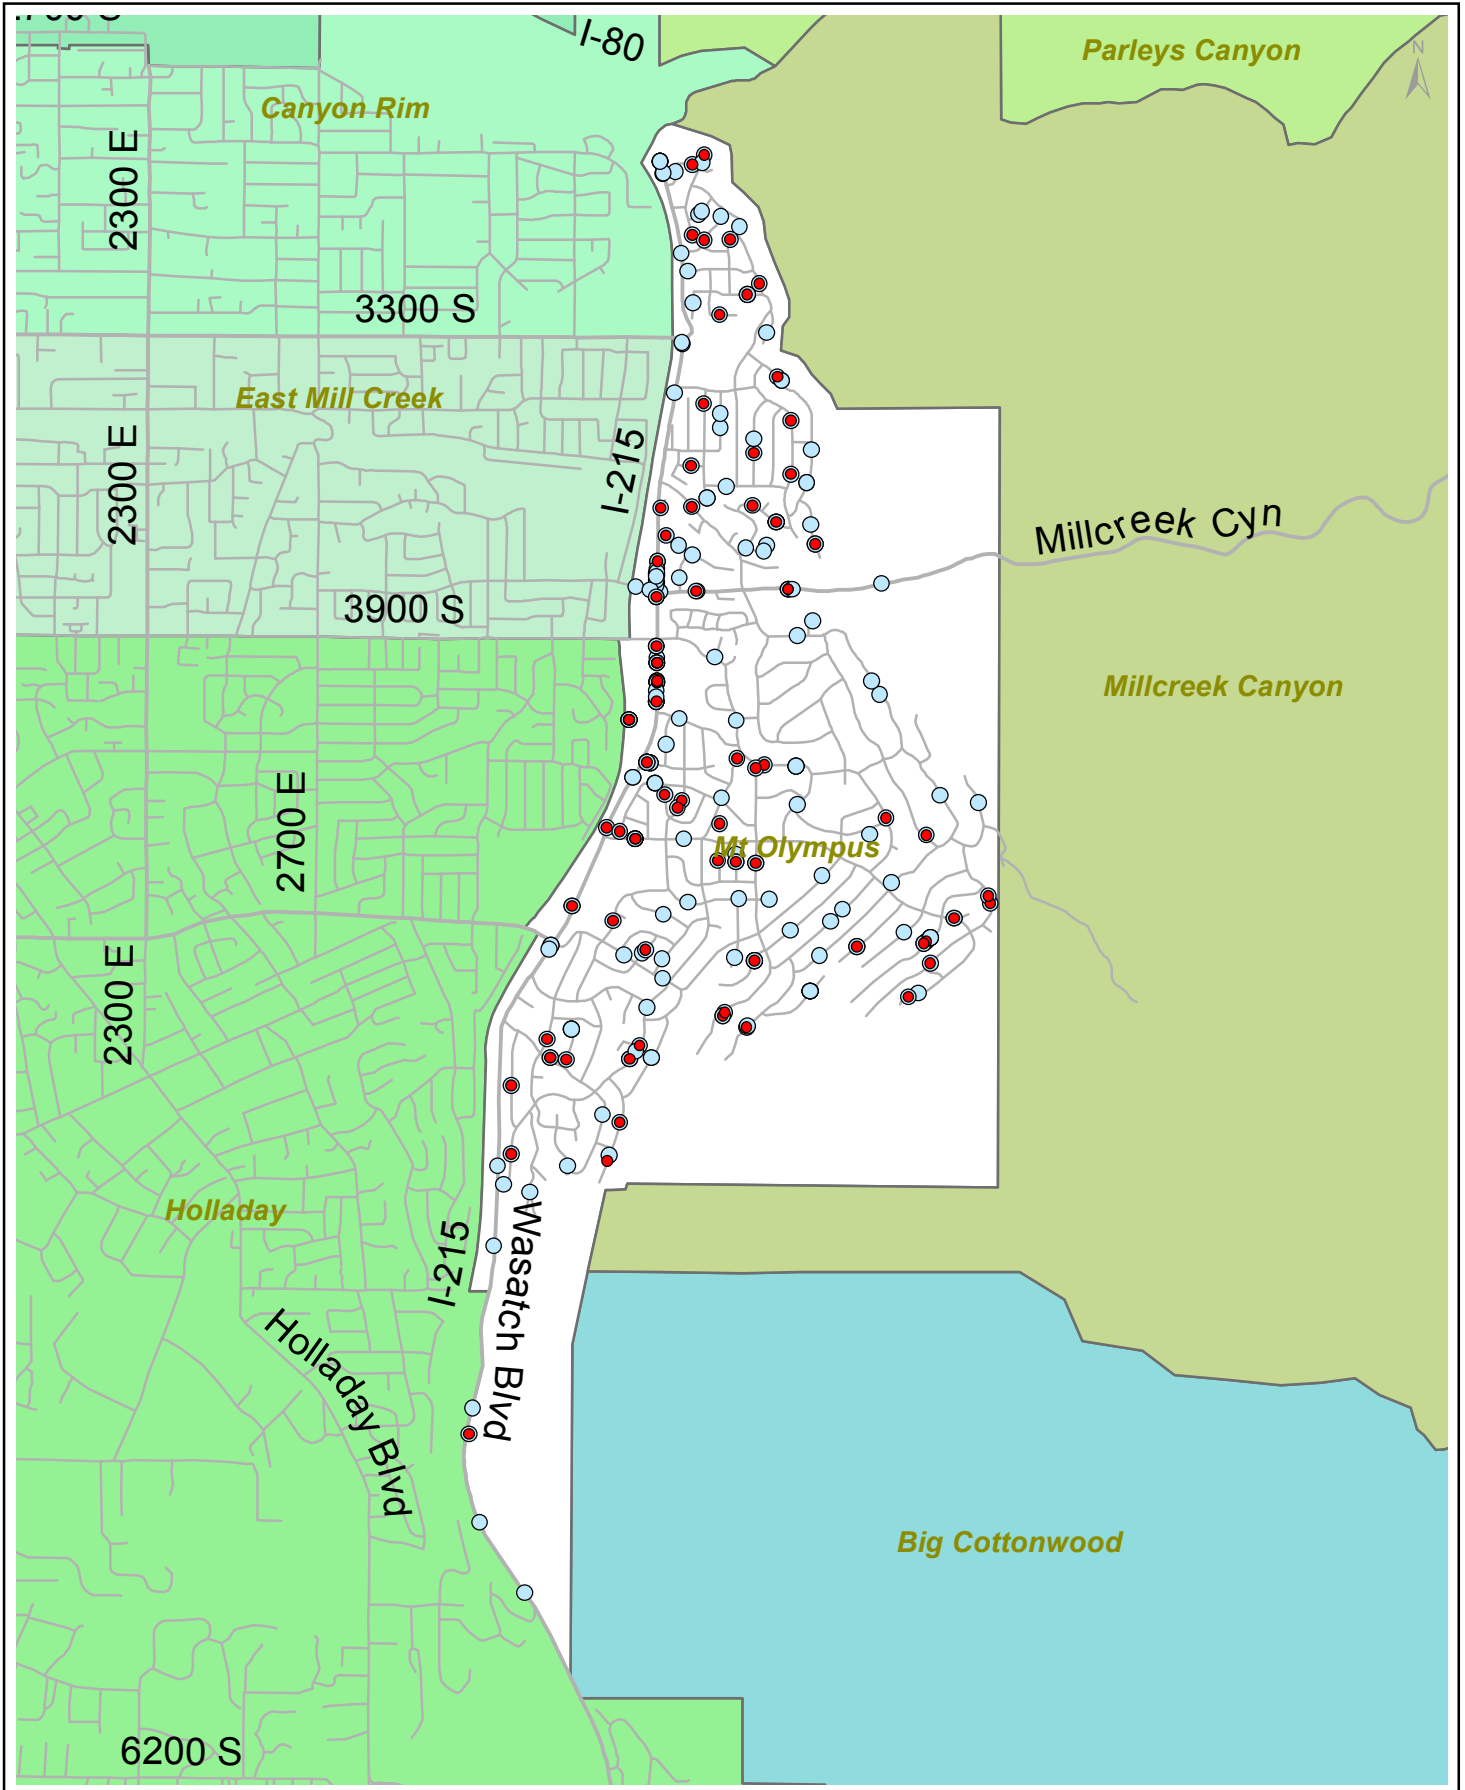 I-80
Parleys Canyon
N
Canyon Rim
2300 E
3300 S
East Mill Creek
2300 E
I-215
Millcreek Cyn
3900 S
Millcreek Canyon
2700 E
Mt Olympus
2300 E
Holladay
I-215
Wasatch Blvd
Holladay Blvd
Big Cottonwood
6200 S